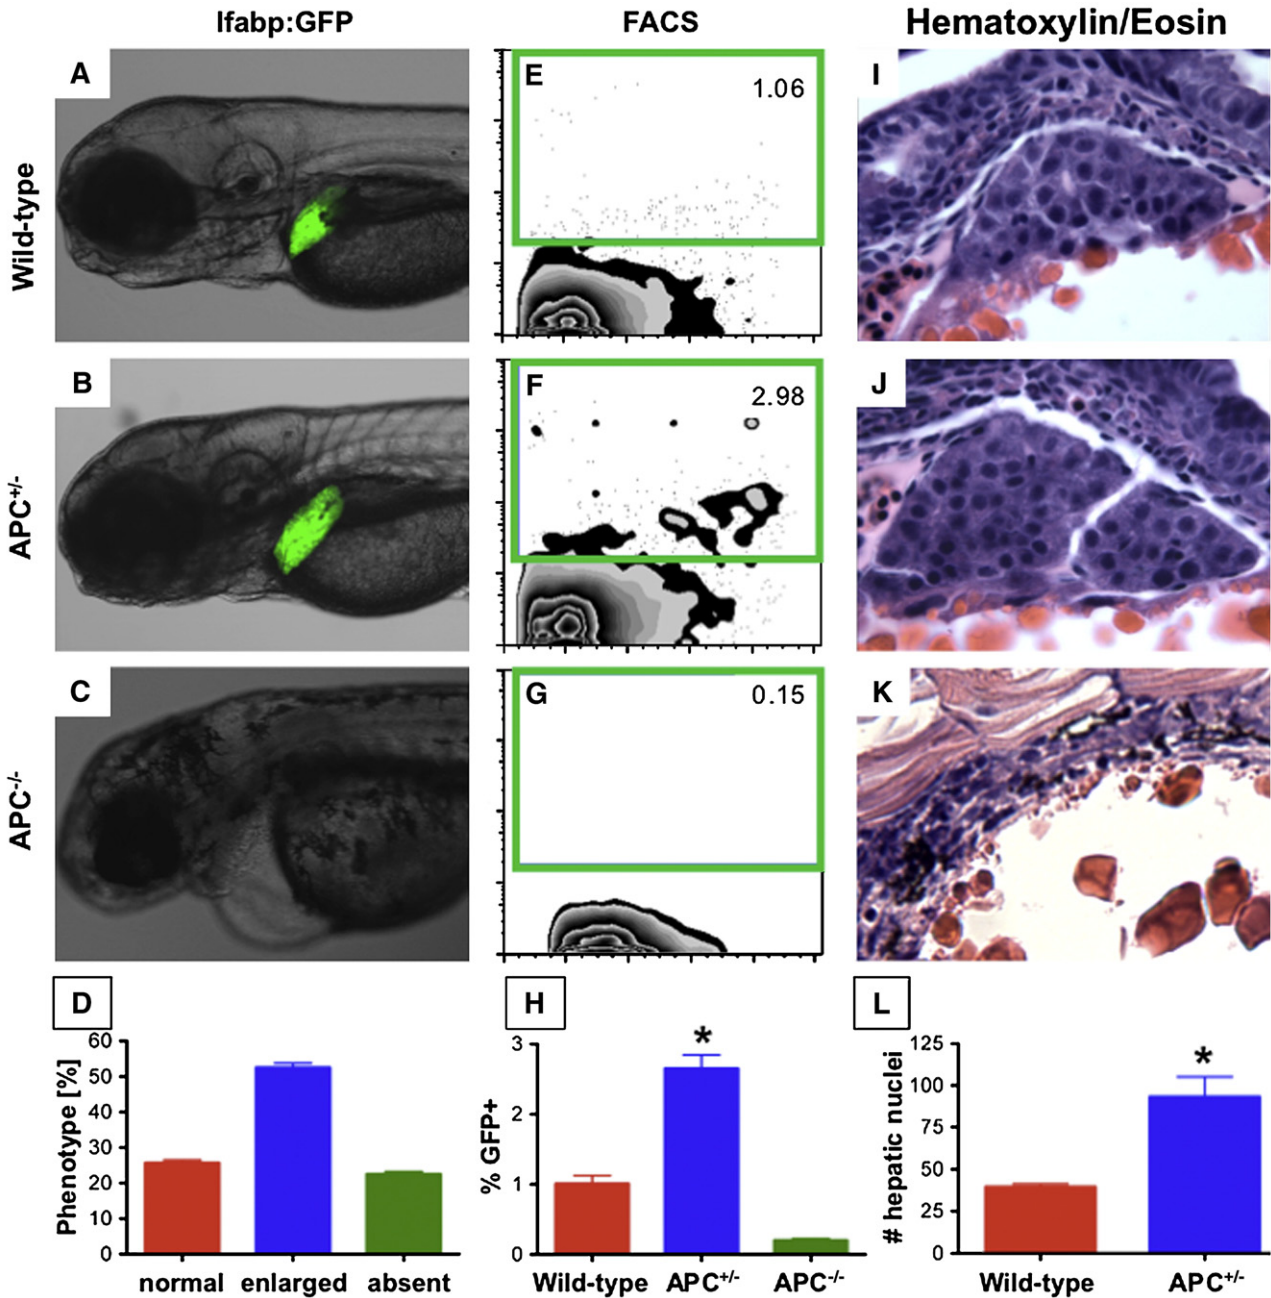 lfabp:GFP
FACS
Hematoxylin/Eosin
Wild-type
A
E
1.06
I
APC+/-
B
F
2.98
J
APC-/-
C
G
0.15
K
D
Phenotype [%]
60
50
40
30
20
10
0
normal enlarged absent
H
% GFP+
3
2
1
0
Wild-type APC+/- APC-/-
*
L
# hepatic nuclei
125
100
75
50
25
0
Wild-type APC+/-
*